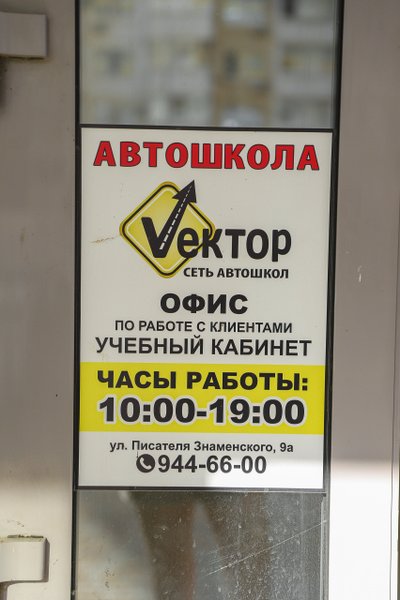 АВТОШКОЛА
Vектор
СЕТЬ АВТОШКОЛ
ОФИС
ПО РАБОТЕ С КЛИЕНТАМИ
УЧЕБНЫЙ КАБИНЕТ
ЧАСЫ РАБОТЫ:
10:00-19:00
ул. Писателя Знаменского, 9а
944-66-00